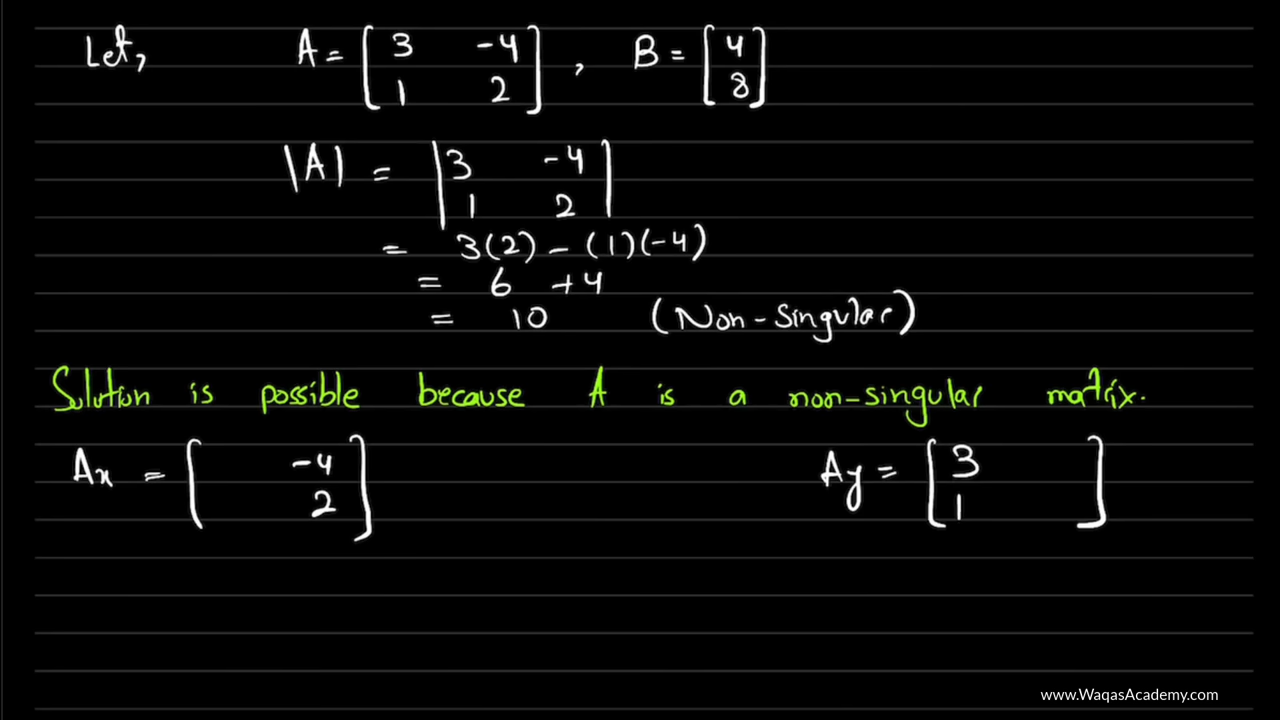 Let, A = [ 3 -4 ] , B = [ 4 ]
[ 1 2 ] [ 8 ]
|A| = | 3 -4 |
| 1 2 |
= 3(2) - (1)(-4)
= 6 + 4
= 10 (Non-Singular)
Solution is possible because A is a non-singular matrix.
Ax = [ -4 ] Ay = [ 3 ]
[ 2 ] [ 1 ]
www.WaqasAcademy.com